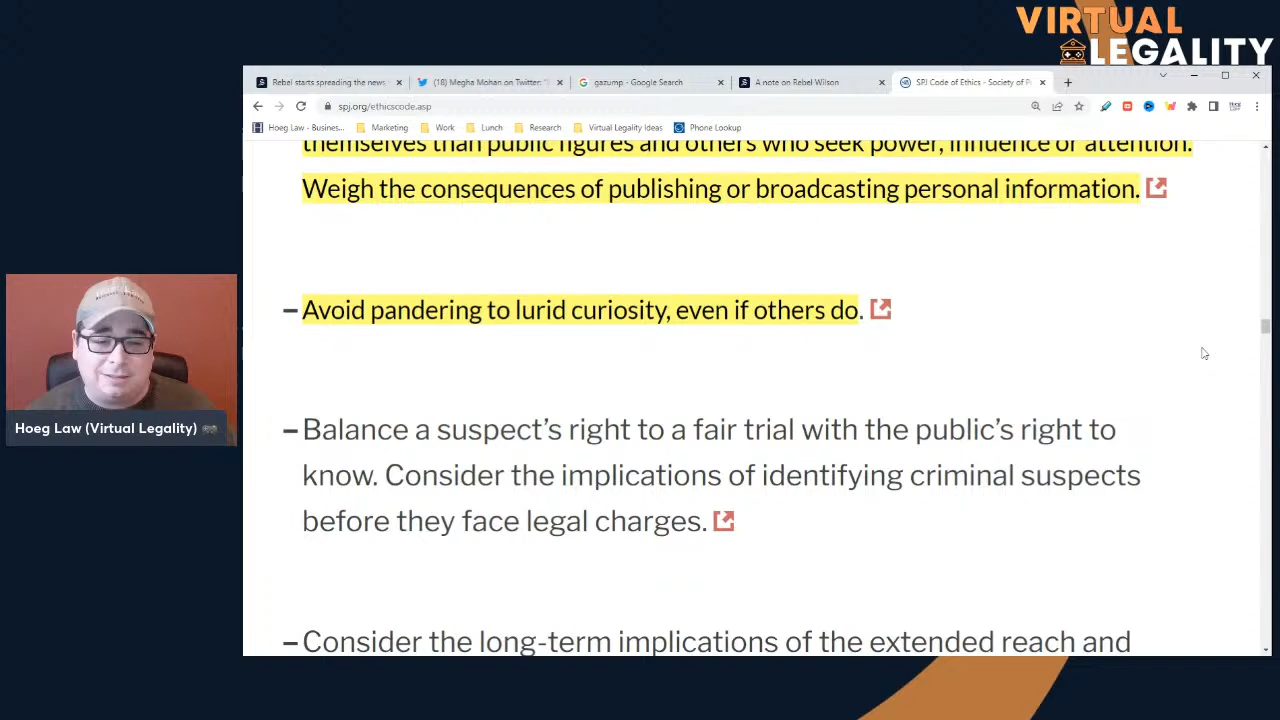 VIRTUAL
LEGALITY
Rebel starts spreading the news
(18) Megha Mohan on Twitter: "J
gazump - Google Search
A note on Rebel Wilson
SPJ Code of Ethics - Society of P
spj.org/ethicscode.asp
Hoeg Law - Busines...
Marketing
Work
Lunch
Research
Virtual Legality Ideas
Phone Lookup
themselves than public figures and others who seek power, influence or attention.
Weigh the consequences of publishing or broadcasting personal information.
– Avoid pandering to lurid curiosity, even if others do.
– Balance a suspect’s right to a fair trial with the public’s right to
know. Consider the implications of identifying criminal suspects
before they face legal charges.
– Consider the long-term implications of the extended reach and
Hoeg Law (Virtual Legality)